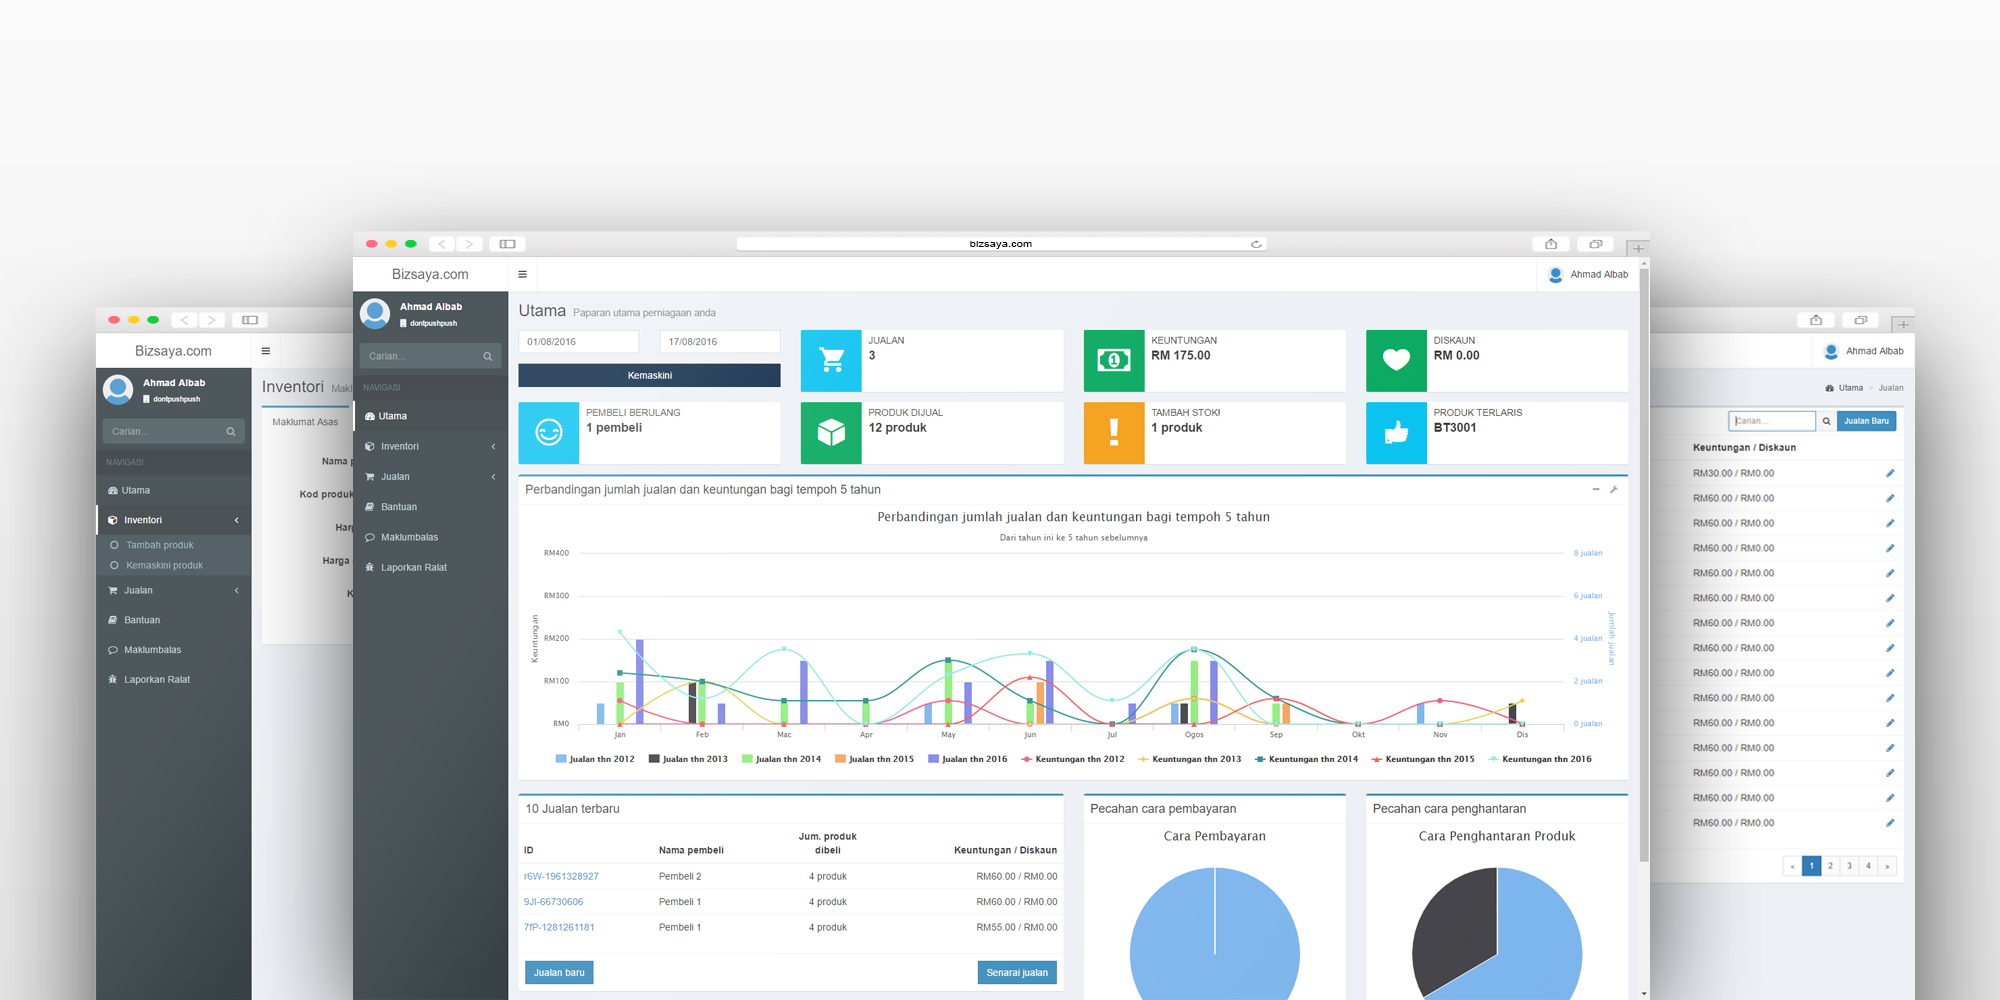 bizsaya.com
Bizsaya.com
Ahmad Albab
Ahmad Albab
dontpushpush
Carian...
NAVIGASI
Utama
Inventori
Jualan
Bantuan
Maklumbalas
Laporkan Ralat
Utama Paparan utama perniagaan anda
01/08/2016
17/08/2016
Kemaskini
JUALAN
3
KEUNTUNGAN
RM 175.00
DISKAUN
RM 0.00
PEMBELI BERULANG
1 pembeli
PRODUK DIJUAL
12 produk
TAMBAH STOK!
1 produk
PRODUK TERLARIS
BT3001
Perbandingan jumlah jualan dan keuntungan bagi tempoh 5 tahun
Perbandingan jumlah jualan dan keuntungan bagi tempoh 5 tahun
Dari tahun ini ke 5 tahun sebelumnya
Keuntungan
RM400
RM300
RM200
RM100
RM0
8 jualan
6 jualan
4 jualan
2 jualan
0 jualan
Jumlah jualan
Jan Feb Mac Apr May Jun Jul Ogos Sep Okt Nov Dis
Jualan thn 2012 Jualan thn 2013 Jualan thn 2014 Jualan thn 2015 Jualan thn 2016 Keuntungan thn 2012 Keuntungan thn 2013 Keuntungan thn 2014 Keuntungan thn 2015 Keuntungan thn 2016
10 Jualan terbaru
ID Nama pembeli Jum. produk dibeli Keuntungan / Diskaun
r6W-1961328927 Pembeli 2 4 produk RM60.00 / RM0.00
9JI-66730606 Pembeli 1 4 produk RM60.00 / RM0.00
7fP-1281261181 Pembeli 1 4 produk RM55.00 / RM0.00
Jualan baru
Senarai jualan
Pecahan cara pembayaran
Cara Pembayaran
Pecahan cara penghantaran
Cara Penghantaran Produk
Bizsaya.com
Ahmad Albab
dontpushpush
Carian...
NAVIGASI
Utama
Inventori
Tambah produk
Kemaskini produk
Jualan
Bantuan
Maklumbalas
Laporkan Ralat
Inventori
Maklumat Asas
Nama
Kod produk
Harga
Ahmad Albab
Utama > Jualan
Carian...
Jualan Baru
Keuntungan / Diskaun
RM30.00 / RM0.00
RM60.00 / RM0.00
RM60.00 / RM0.00
RM60.00 / RM0.00
RM60.00 / RM0.00
RM60.00 / RM0.00
RM60.00 / RM0.00
RM60.00 / RM0.00
RM60.00 / RM0.00
RM60.00 / RM0.00
RM60.00 / RM0.00
RM60.00 / RM0.00
RM60.00 / RM0.00
RM60.00 / RM0.00
RM60.00 / RM0.00
« 1 2 3 4 »